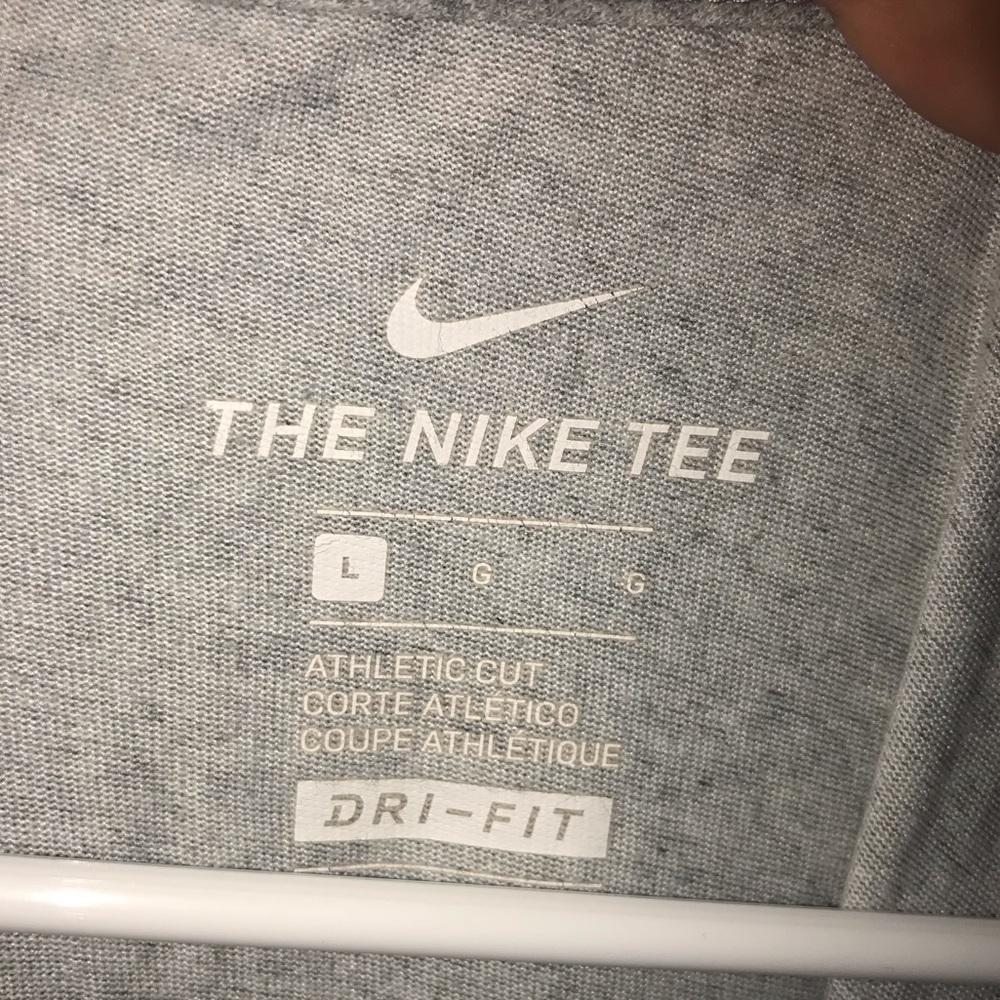 THE NIKE TEE
L G G
ATHLETIC CUT
CORTE ATLÉTICO
COUPE ATHLÉTIQUE
DRI-FIT